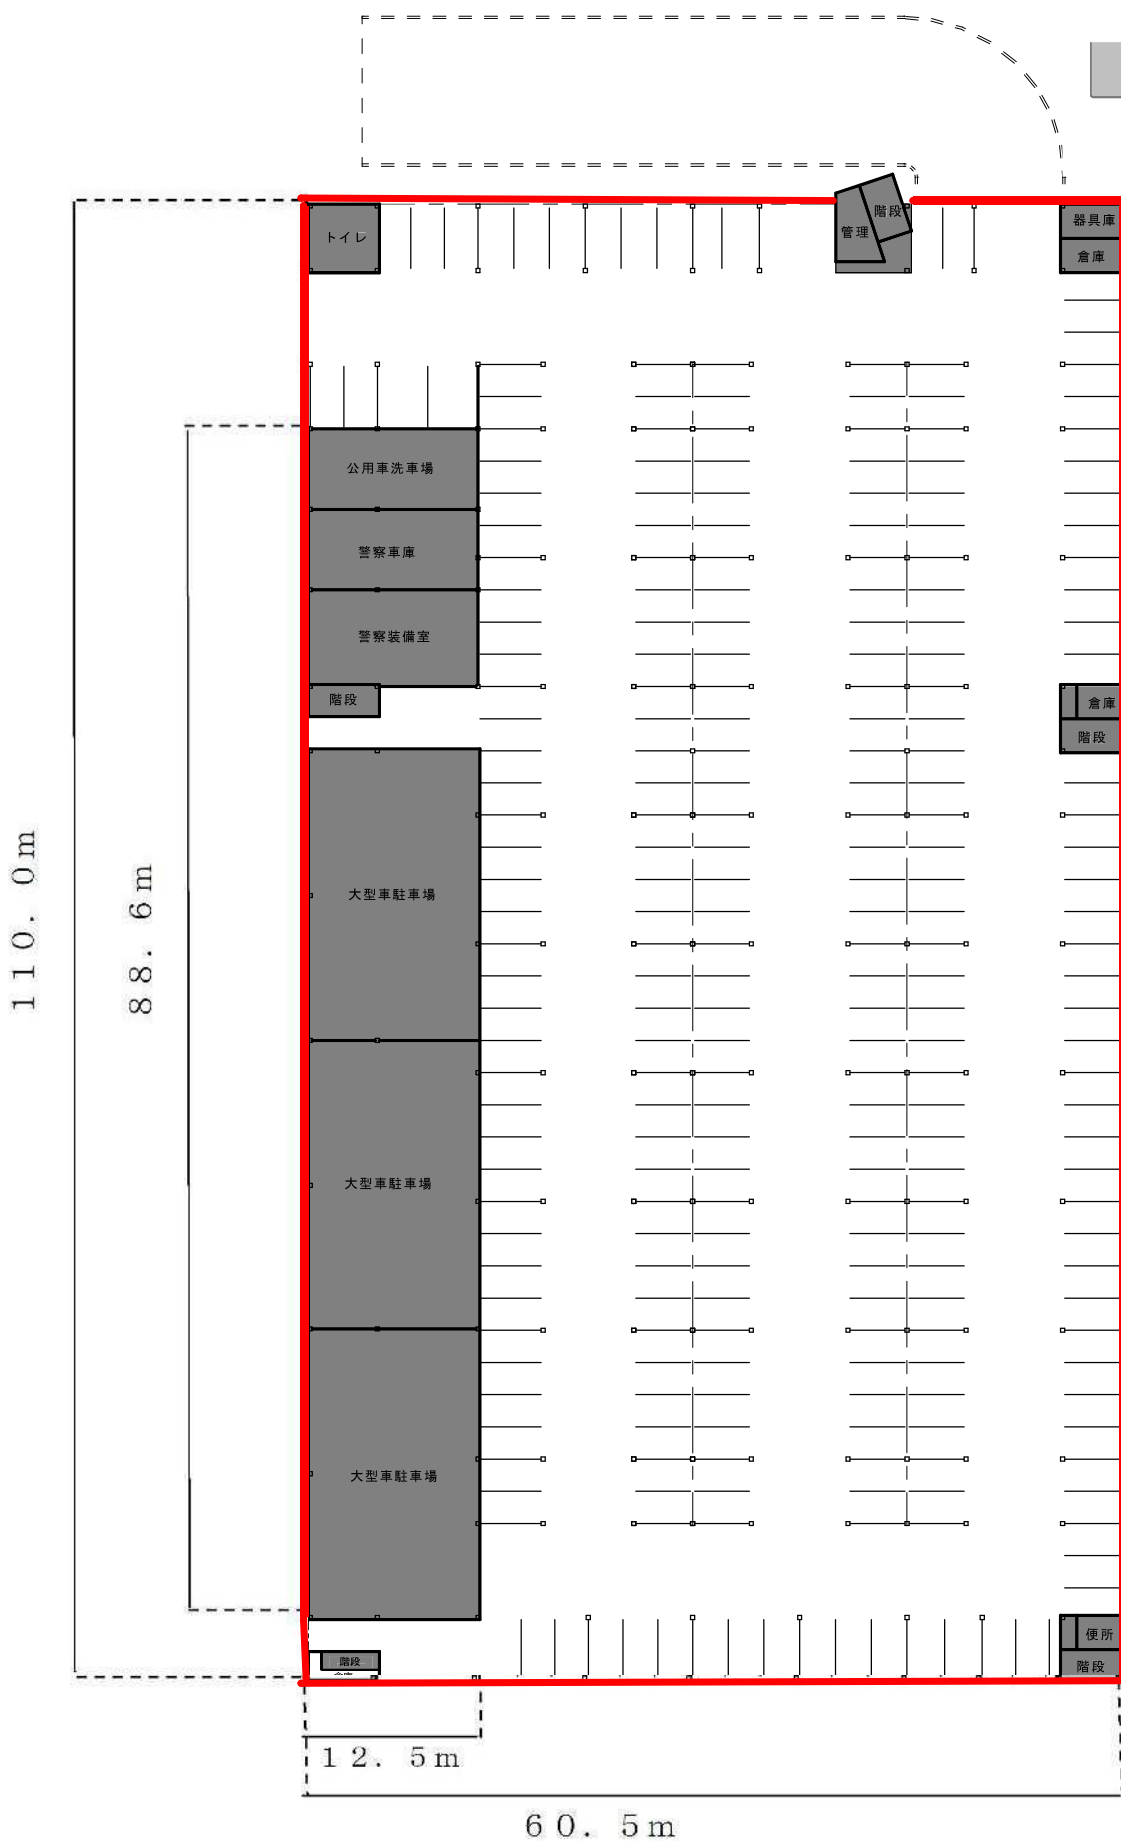 階段
器具庫
トイレ
管理
倉庫
公用車洗車場
警察車庫
警察装備室
階段
倉庫
階段
110.0m
88.6m
大型車駐車場
大型車駐車場
大型車駐車場
便所
階段
階段
12.5m
60.5m